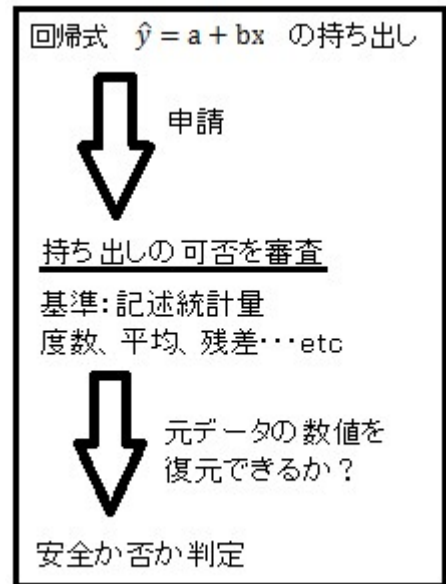 回帰式 ŷ = a + bx の持ち出し
申請
持ち出しの可否を審査
基準：記述統計量
度数、平均、残差・・・etc
元データの数値を
復元できるか？
安全か否か判定